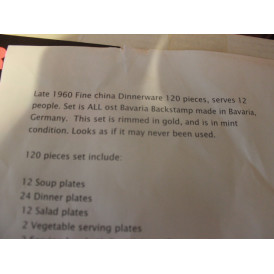 Late 1960 Fine china Dinnerware 120 pieces, serves 12
people. Set is ALL ost Bavaria Backstamp made in Bavaria,
Germany. This set is rimmed in gold, and is in mint
condition. Looks as if it may never been used.
120 pieces set include:
12 Soup plates
24 Dinner plates
12 Salad plates
2 Vegetable serving plates